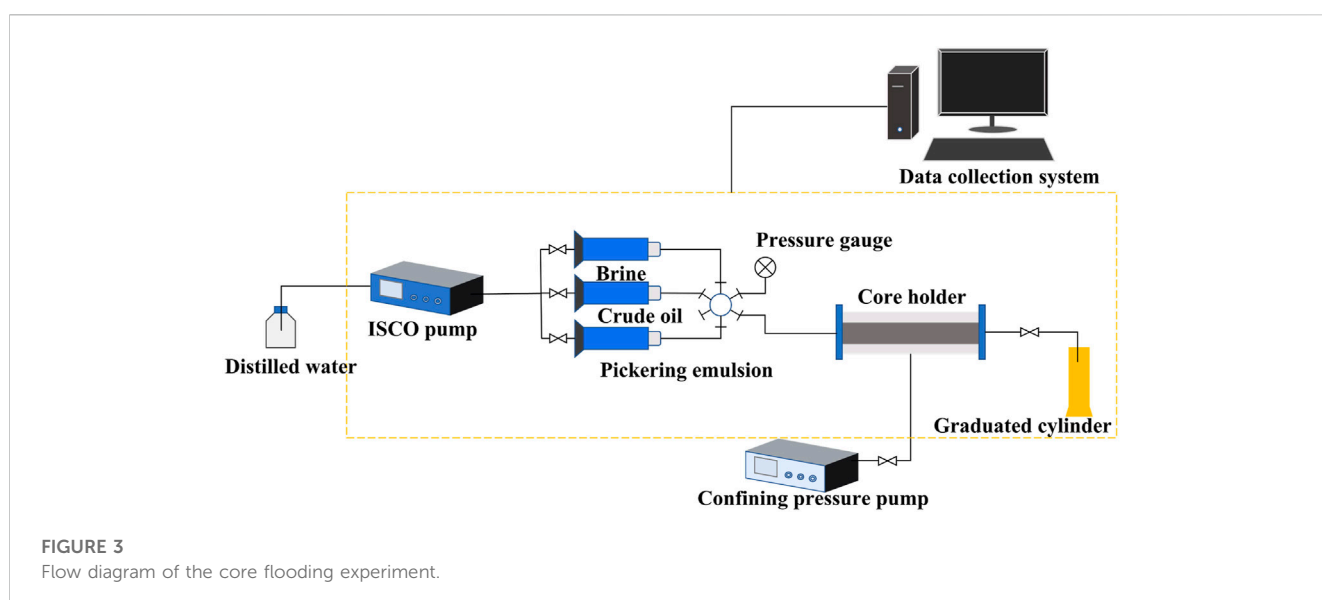 Data collection system
Pressure gauge
Brine
Core holder
Crude oil
ISCO pump
Distilled water
Pickering emulsion
Graduated cylinder
Confining pressure pump
FIGURE 3
Flow diagram of the core flooding experiment.